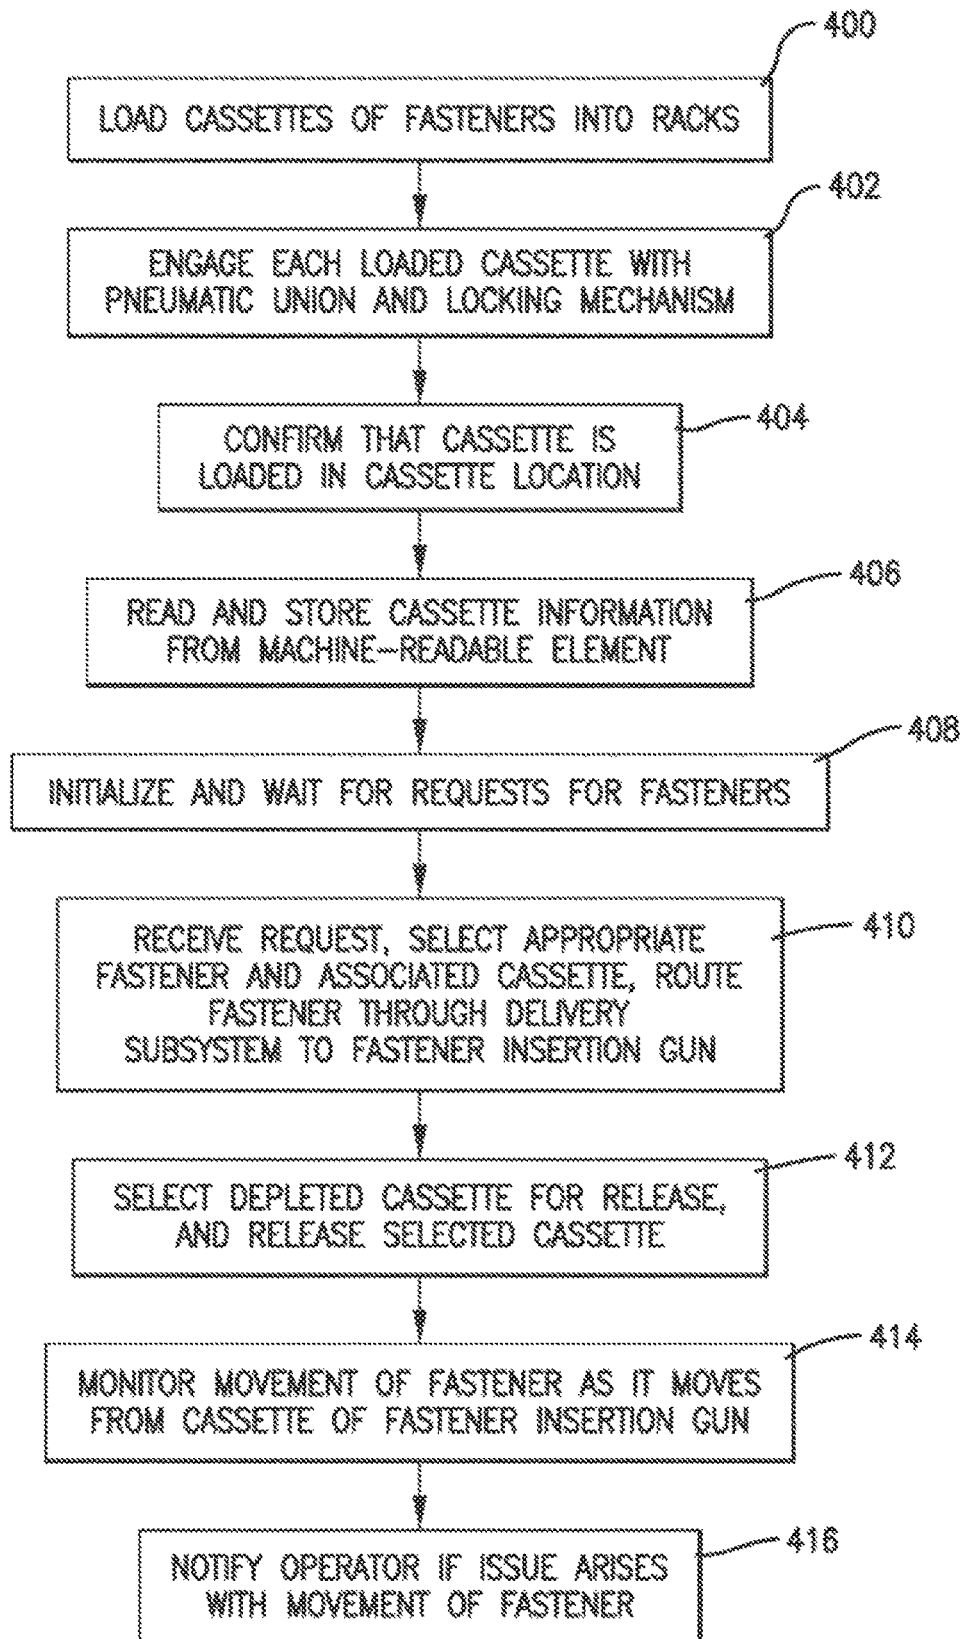 400
LOAD CASSETTES OF FASTENERS INTO RACKS
402
ENGAGE EACH LOADED CASSETTE WITH
PNEUMATIC UNION AND LOCKING MECHANISM
404
CONFIRM THAT CASSETTE IS
LOADED IN CASSETTE LOCATION
406
READ AND STORE CASSETTE INFORMATION
FROM MACHINE-READABLE ELEMENT
408
INITIALIZE AND WAIT FOR REQUESTS FOR FASTENERS
410
RECEIVE REQUEST, SELECT APPROPRIATE
FASTENER AND ASSOCIATED CASSETTE, ROUTE
FASTENER THROUGH DELIVERY
SUBSYSTEM TO FASTENER INSERTION GUN
412
SELECT DEPLETED CASSETTE FOR RELEASE,
AND RELEASE SELECTED CASSETTE
414
MONITOR MOVEMENT OF FASTENER AS IT MOVES
FROM CASSETTE OF FASTENER INSERTION GUN
416
NOTIFY OPERATOR IF ISSUE ARISES
WITH MOVEMENT OF FASTENER